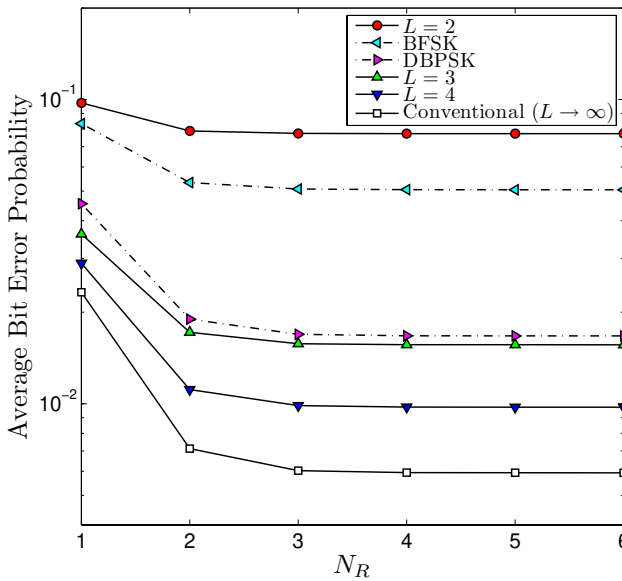 L = 2
BFSK
DBPSK
L = 3
L = 4
Conventional (L → ∞)
10⁻¹
10⁻²
Average Bit Error Probability
1 2 3 4 5 6
N_R